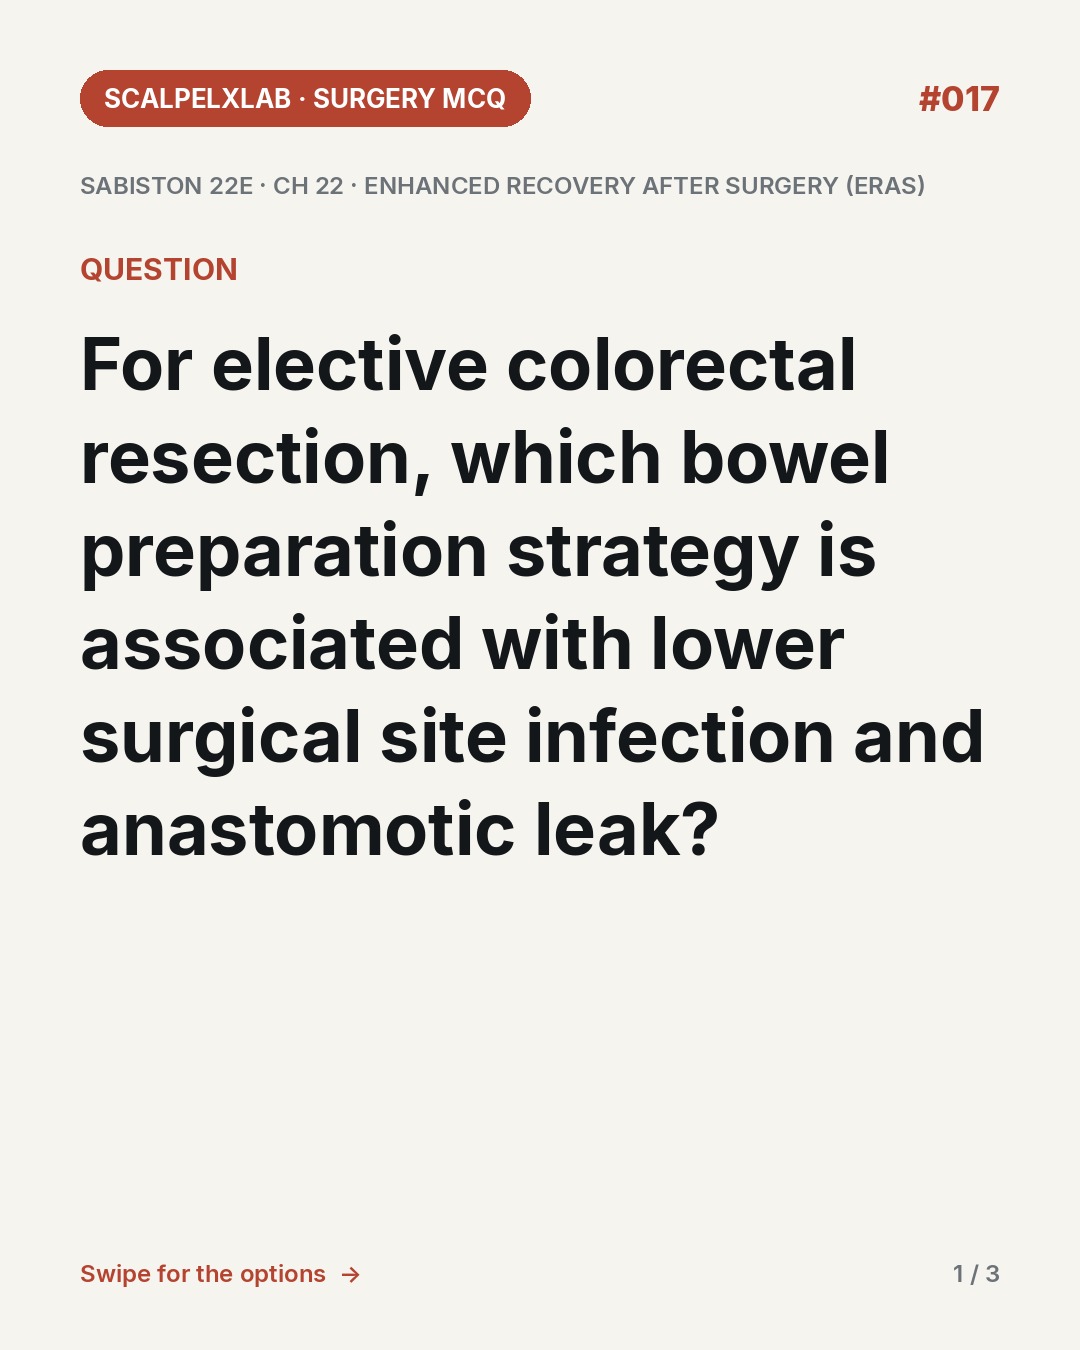 SCALPELXLAB · SURGERY MCQ
#017
SABISTON 22E · CH 22 · ENHANCED RECOVERY AFTER SURGERY (ERAS)
QUESTION
For elective colorectal
resection, which bowel
preparation strategy is
associated with lower
surgical site infection and
anastomotic leak?
Swipe for the options →
1 / 3